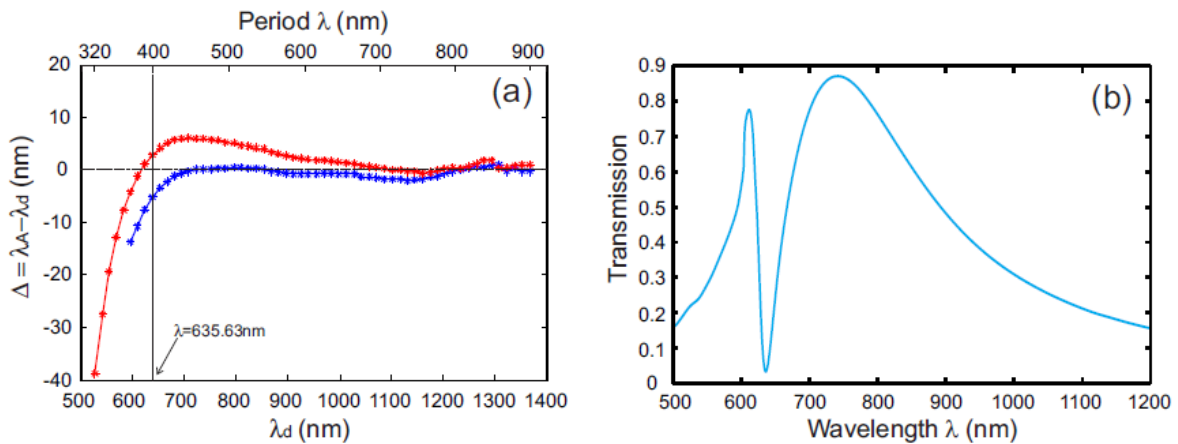 Period λ (nm)
320 400 500 600 700 800 900
20
10
0
-10
-20
-30
-40
Δ = λA−λd (nm)
(a)
λ=635.63nm
500 600 700 800 900 1000 1100 1200 1300 1400
λd (nm)
(b)
0.9
0.8
0.7
0.6
0.5
0.4
0.3
0.2
0.1
0
Transmission
500 600 700 800 900 1000 1100 1200
Wavelength λ (nm)